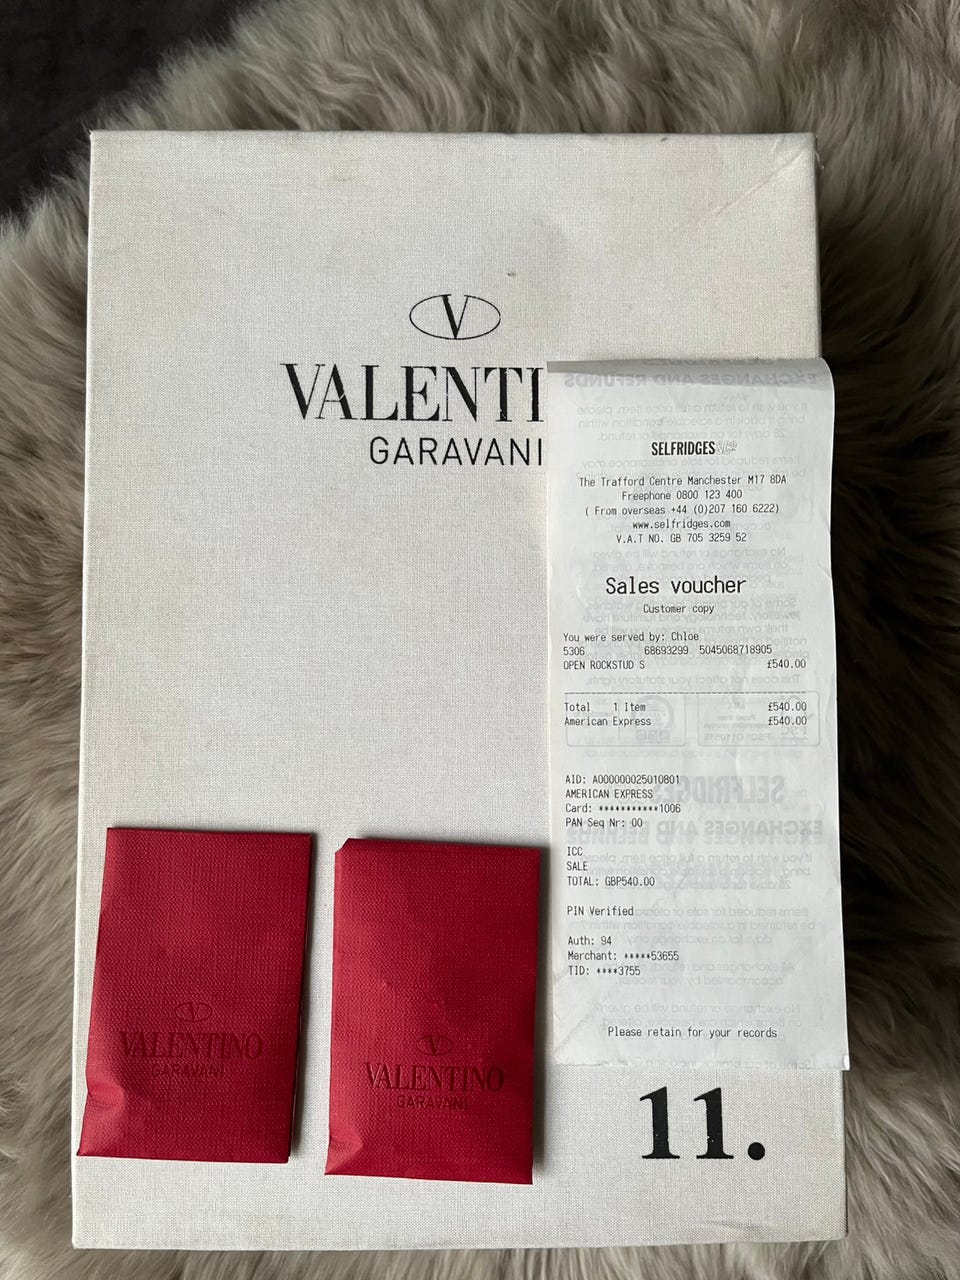 V
VALENTI
GARAVANI
SELFRIDGES&CO
The Trafford Centre Manchester M17 8DA
Freephone 0800 123 400
( From overseas +44 (0)207 160 6222)
www.selfridges.com
V.A.T NO. GB 705 3259 52
Sales voucher
Customer copy
You were served by: Chloe
5306 68693299 5045068718905
OPEN ROCKSTUD S £540.00
Total 1 Item £540.00
American Express £540.00
AID: A000000025010801
AMERICAN EXPRESS
Card: ***********1006
PAN Seq Nr: 00
ICC
SALE
TOTAL: GBP540.00
PIN Verified
Auth: 94
Merchant: *****53655
TID: ****3755
Please retain for your records
V
VALENTINO
GARAVANI
V
VALENTINO
GARAVANI
11.